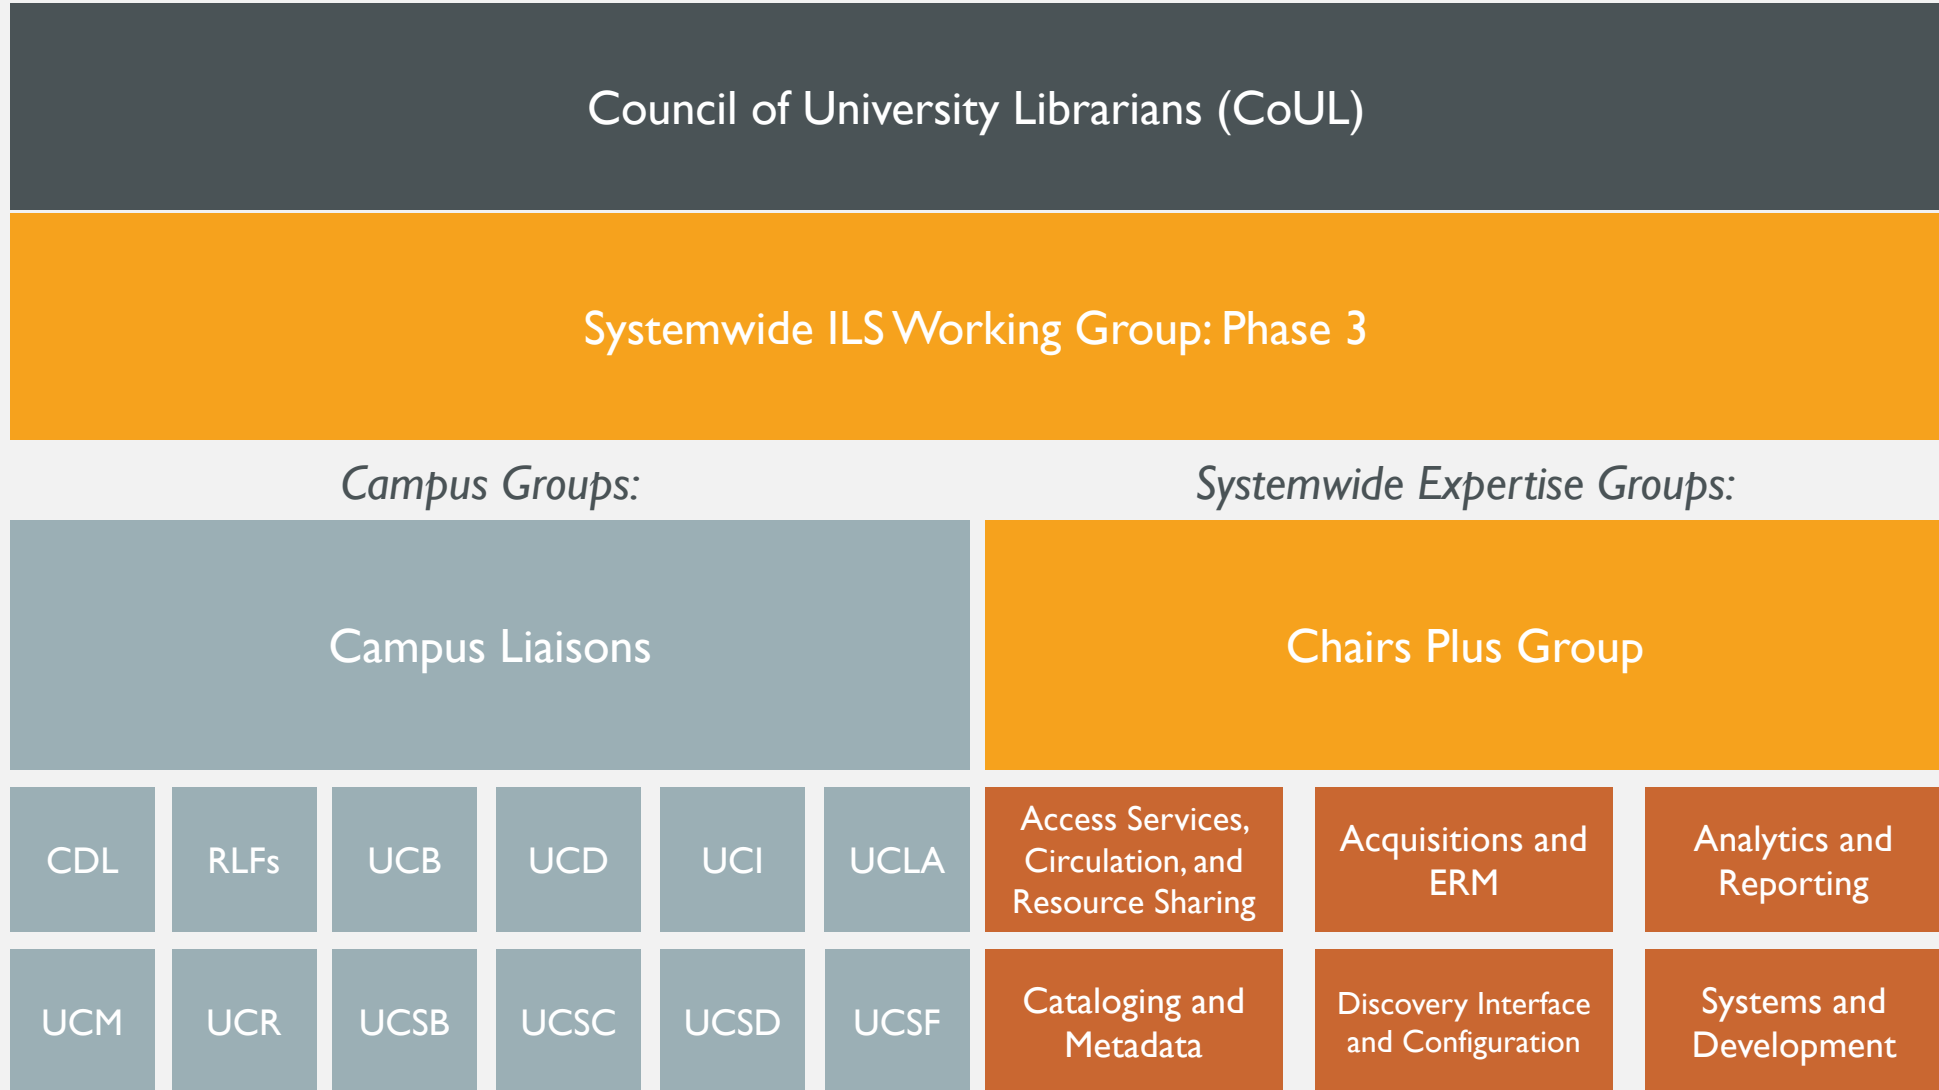 Council of University Librarians (CoUL)
Systemwide ILS Working Group: Phase 3
Campus Groups:
Systemwide Expertise Groups:
Campus Liaisons
Chairs Plus Group
CDL
RLFs
UCB
UCD
UCI
UCLA
Access Services,
Circulation, and
Resource Sharing
Acquisitions and
ERM
Analytics and
Reporting
UCM
UCR
UCSB
UCSC
UCSD
UCSF
Cataloging and
Metadata
Discovery Interface
and Configuration
Systems and
Development